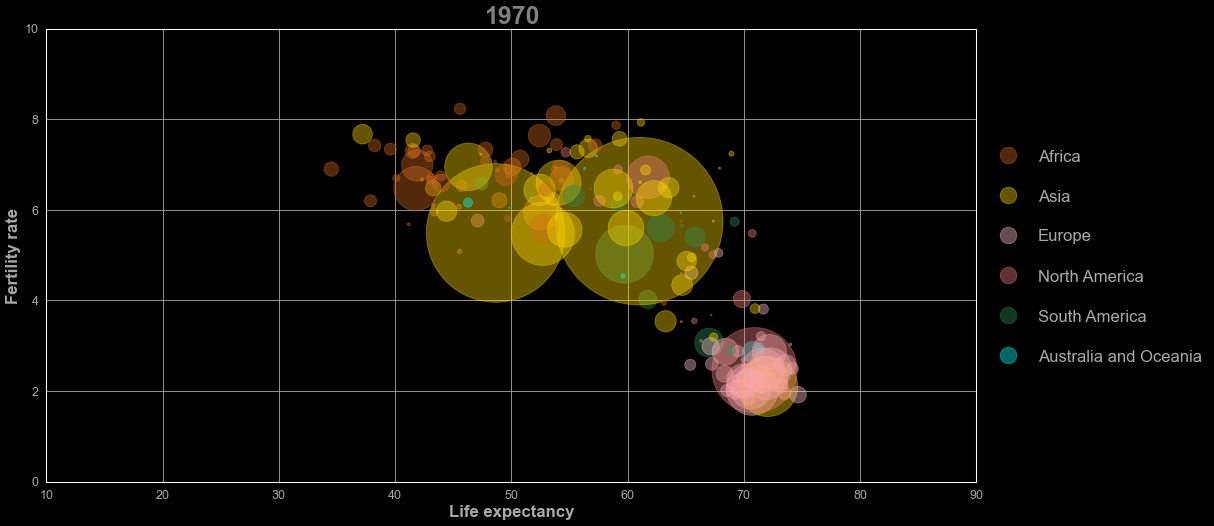 1970
10
8
6
4
2
0
Fertility rate
10 20 30 40 50 60 70 80 90
Life expectancy
Africa
Asia
Europe
North America
South America
Australia and Oceania